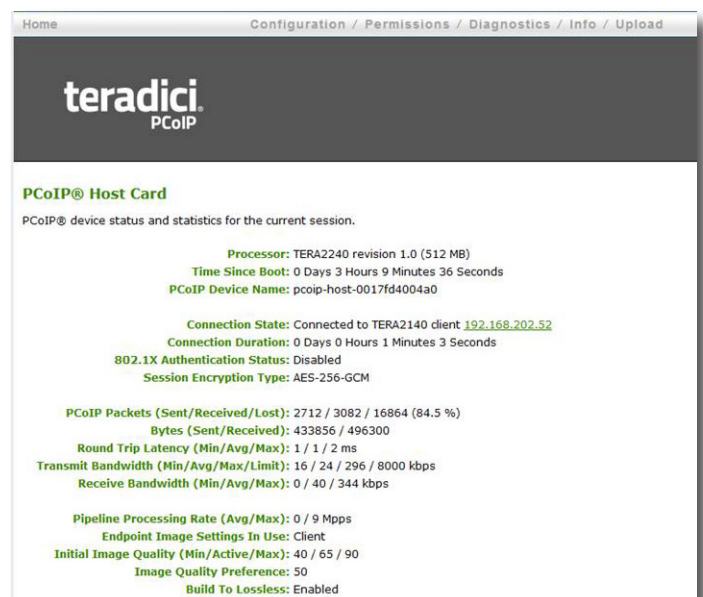 Home Configuration / Permissions / Diagnostics / Info / Upload
teradici.
PCoIP
PCoIP® Host Card
PCoIP® device status and statistics for the current session.
Processor: TERA2240 revision 1.0 (512 MB)
Time Since Boot: 0 Days 3 Hours 9 Minutes 36 Seconds
PCoIP Device Name: pcoip-host-0017fd4004a0
Connection State: Connected to TERA2140 client 192.168.202.52
Connection Duration: 0 Days 0 Hours 1 Minutes 3 Seconds
802.1X Authentication Status: Disabled
Session Encryption Type: AES-256-GCM
PCoIP Packets (Sent/Received/Lost): 2712 / 3082 / 16864 (84.5 %)
Bytes (Sent/Received): 433856 / 496300
Round Trip Latency (Min/Avg/Max): 1 / 1 / 2 ms
Transmit Bandwidth (Min/Avg/Max/Limit): 16 / 24 / 296 / 8000 kbps
Receive Bandwidth (Min/Avg/Max): 0 / 40 / 344 kbps
Pipeline Processing Rate (Avg/Max): 0 / 9 Mpps
Endpoint Image Settings In Use: Client
Initial Image Quality (Min/Active/Max): 40 / 65 / 90
Image Quality Preference: 50
Build To Lossless: Enabled